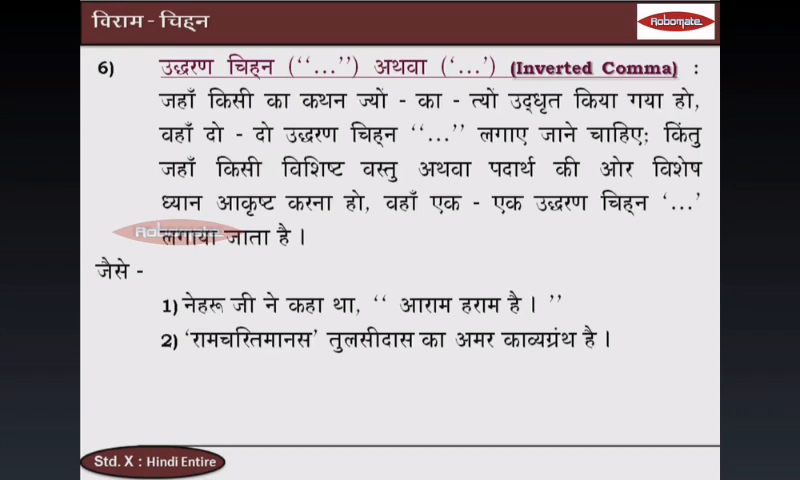 विराम - चिह्न
Robomate
6) उद्धरण चिह्न (‘‘...’’) अथवा (‘...’) (Inverted Comma) :
जहाँ किसी का कथन ज्यों - का - त्यों उद्धृत किया गया हो,
वहाँ दो - दो उद्धरण चिह्न ‘‘...’’ लगाए जाने चाहिए; किंतु
जहाँ किसी विशिष्ट वस्तु अथवा पदार्थ की ओर विशेष
ध्यान आकृष्ट करना हो, वहाँ एक - एक उद्धरण चिह्न ‘...’
Robomate
लगाया जाता है।
जैसे -
1) नेहरू जी ने कहा था, ‘‘ आराम हराम है। ’’
2) ‘रामचरितमानस’ तुलसीदास का अमर काव्यग्रंथ है।
Std. X : Hindi Entire